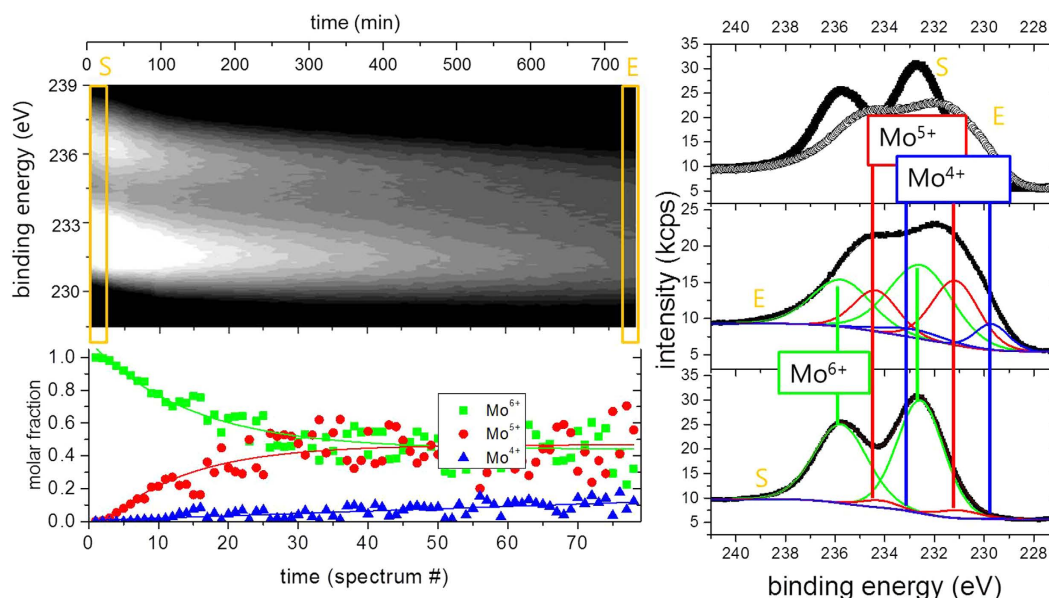 time (min)
0 100 200 300 400 500 600 700
S E
239
236
233
230
binding energy (eV)
1.0
0.8
0.6
0.4
0.2
0.0
molar fraction
Mo6+
Mo5+
Mo4+
0 10 20 30 40 50 60 70
time (spectrum #)
240 238 236 234 232 230 228
35
30
25
20
15
10
5
S
E
Mo5+
Mo4+
25
20
15
10
5
intensity (kcps)
E
Mo6+
35
30
25
20
15
10
5
S
240 238 236 234 232 230 228
binding energy (eV)